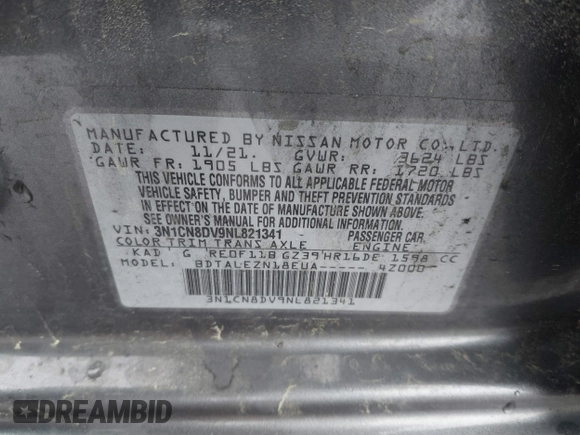 MANUFACTURED BY NISSAN MOTOR CO., LTD.
DATE: 11/21. GVWR: 3624 LBS
GAWR FR: 1905 LBS GAWR RR: 1720 LBS
THIS VEHICLE CONFORMS TO ALL APPLICABLE FEDERAL MOTOR
VEHICLE SAFETY, BUMPER AND THEFT PREVENTION STANDARDS
IN EFFECT ON THE DATE OF MANUFACTURE SHOWN ABOVE.
SEE OWNER'S MANUAL FOR ADDITIONAL INFORMATION
VIN: 3N1CN8DV9NL821341 PASSENGER CAR
COLOR TRIM TRANS AXLE ENGINE
KAD G RE0F11B GZ39 HR16DE 1598 CC
MODEL: BDTALEZN18EUA----- 4Z000-
3N1CN8DV9NL821341
DREAMBID